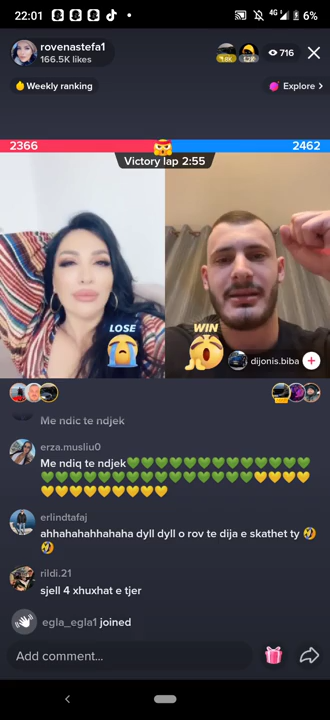 22:01
4G
6%
rovenastefa1
166.5K likes
716
Weekly ranking
Explore
2366
2462
Victory lap 2:55
LOSE
WIN
dijonis.biba
Me ndic te ndjek
erza.musliu0
Me ndiq te ndjek💚💚💚💚💚💚💚💚💚💚💚💚💚💚
💚💚💚💚💚💚💚💚💚💚💚💚💚💚💚💚💛💛💛💛
💛💛💛💛💛💛💛💛💛
erlindtafaj
ahhahahahhahaha dyll dyll o rov te dija e skathet ty 🤣
🤣
rildi.21
sjell 4 xhuxhat e tjer
egla_egla1 joined
Add comment...